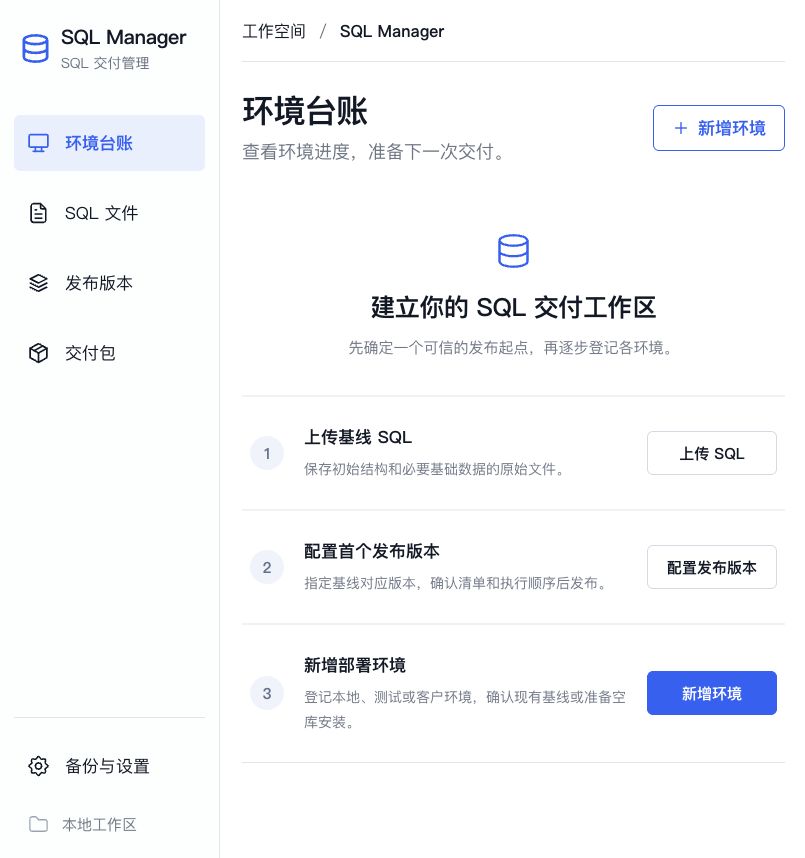 SQL Manager
SQL 交付管理
环境台账
SQL 文件
发布版本
交付包
备份与设置
本地工作区
工作空间 / SQL Manager
环境台账
查看环境进度，准备下一次交付。
+ 新增环境
建立你的 SQL 交付工作区
先确定一个可信的发布起点，再逐步登记各环境。
1
上传基线 SQL
保存初始结构和必要基础数据的原始文件。
上传 SQL
2
配置首个发布版本
指定基线对应版本，确认清单和执行顺序后发布。
配置发布版本
3
新增部署环境
登记本地、测试或客户环境，确认现有基线或准备空
库安装。
新增环境